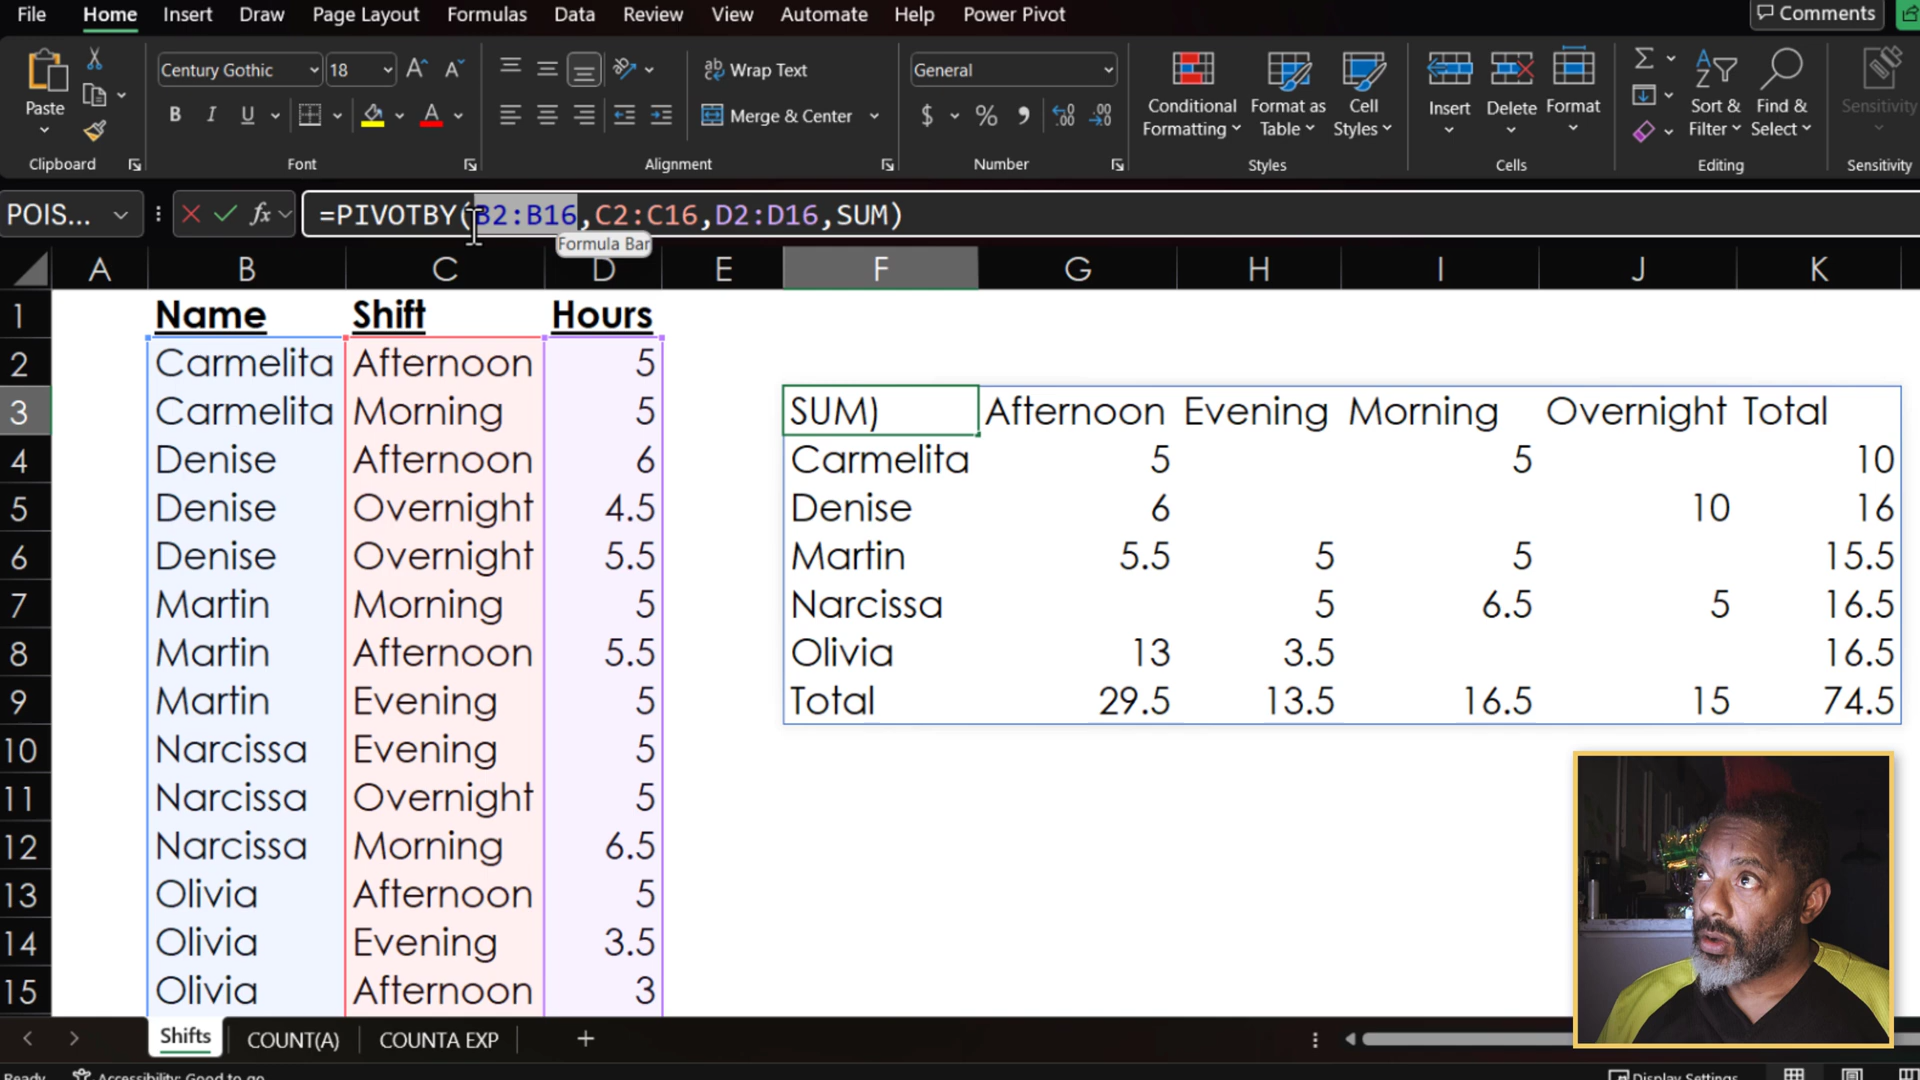 File Home Insert Draw Page Layout Formulas Data Review View Automate Help Power Pivot Comments
Century Gothic 18 Wrap Text General
Paste B I U Merge & Center $ % Conditional Formatting Format as Table Cell Styles Insert Delete Format Sort & Filter Find & Select Sensitivity
Clipboard Font Alignment Number Styles Cells Editing Sensitivity
POIS... fx =PIVOTBY(B2:B16,C2:C16,D2:D16,SUM)
Formula Bar
A B C D E F G H I J K
1 Name Shift Hours
2 Carmelita Afternoon 5
3 Carmelita Morning 5 SUM) Afternoon Evening Morning Overnight Total
4 Denise Afternoon 6 Carmelita 5 5 10
5 Denise Overnight 4.5 Denise 6 10 16
6 Denise Overnight 5.5 Martin 5.5 5 5 15.5
7 Martin Morning 5 Narcissa 5 6.5 5 16.5
8 Martin Afternoon 5.5 Olivia 13 3.5 16.5
9 Martin Evening 5 Total 29.5 13.5 16.5 15 74.5
10 Narcissa Evening 5
11 Narcissa Overnight 5
12 Narcissa Morning 6.5
13 Olivia Afternoon 5
14 Olivia Evening 3.5
15 Olivia Afternoon 3
Shifts COUNT(A) COUNTA EXP +
Ready Accessibility: Good to go Display Settings